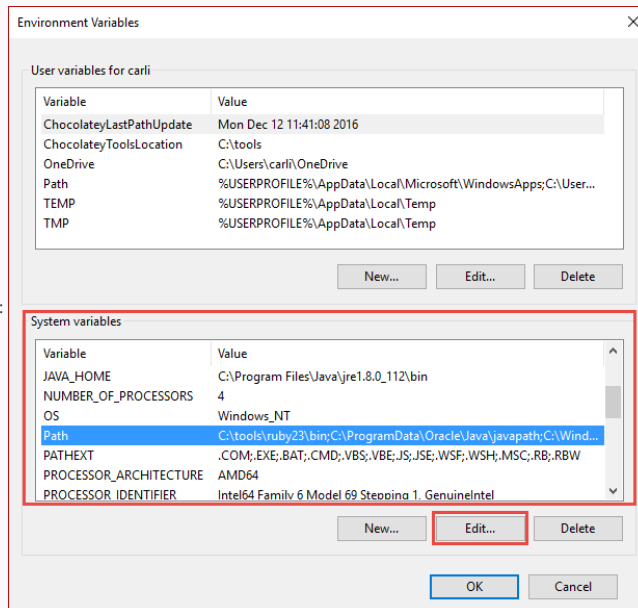 Environment Variables
User variables for carli
Variable Value
ChocolateyLastPathUpdate Mon Dec 12 11:41:08 2016
ChocolateyToolsLocation C:\tools
OneDrive C:\Users\carli\OneDrive
Path %USERPROFILE%\AppData\Local\Microsoft\WindowsApps;C:\User...
TEMP %USERPROFILE%\AppData\Local\Temp
TMP %USERPROFILE%\AppData\Local\Temp
New... Edit... Delete
:
System variables
Variable Value
JAVA_HOME C:\Program Files\Java\jre1.8.0_112\bin
NUMBER_OF_PROCESSORS 4
OS Windows_NT
Path C:\tools\ruby23\bin;C:\ProgramData\Oracle\Java\javapath;C:\Wind...
PATHEXT .COM;.EXE;.BAT;.CMD;.VBS;.VBE;.JS;.JSE;.WSF;.WSH;.MSC;.RB;.RBW
PROCESSOR_ARCHITECTURE AMD64
PROCESSOR IDENTIFIER Intel64 Family 6 Model 69 Stepping 1. GenuineIntel
New... Edit... Delete
OK Cancel